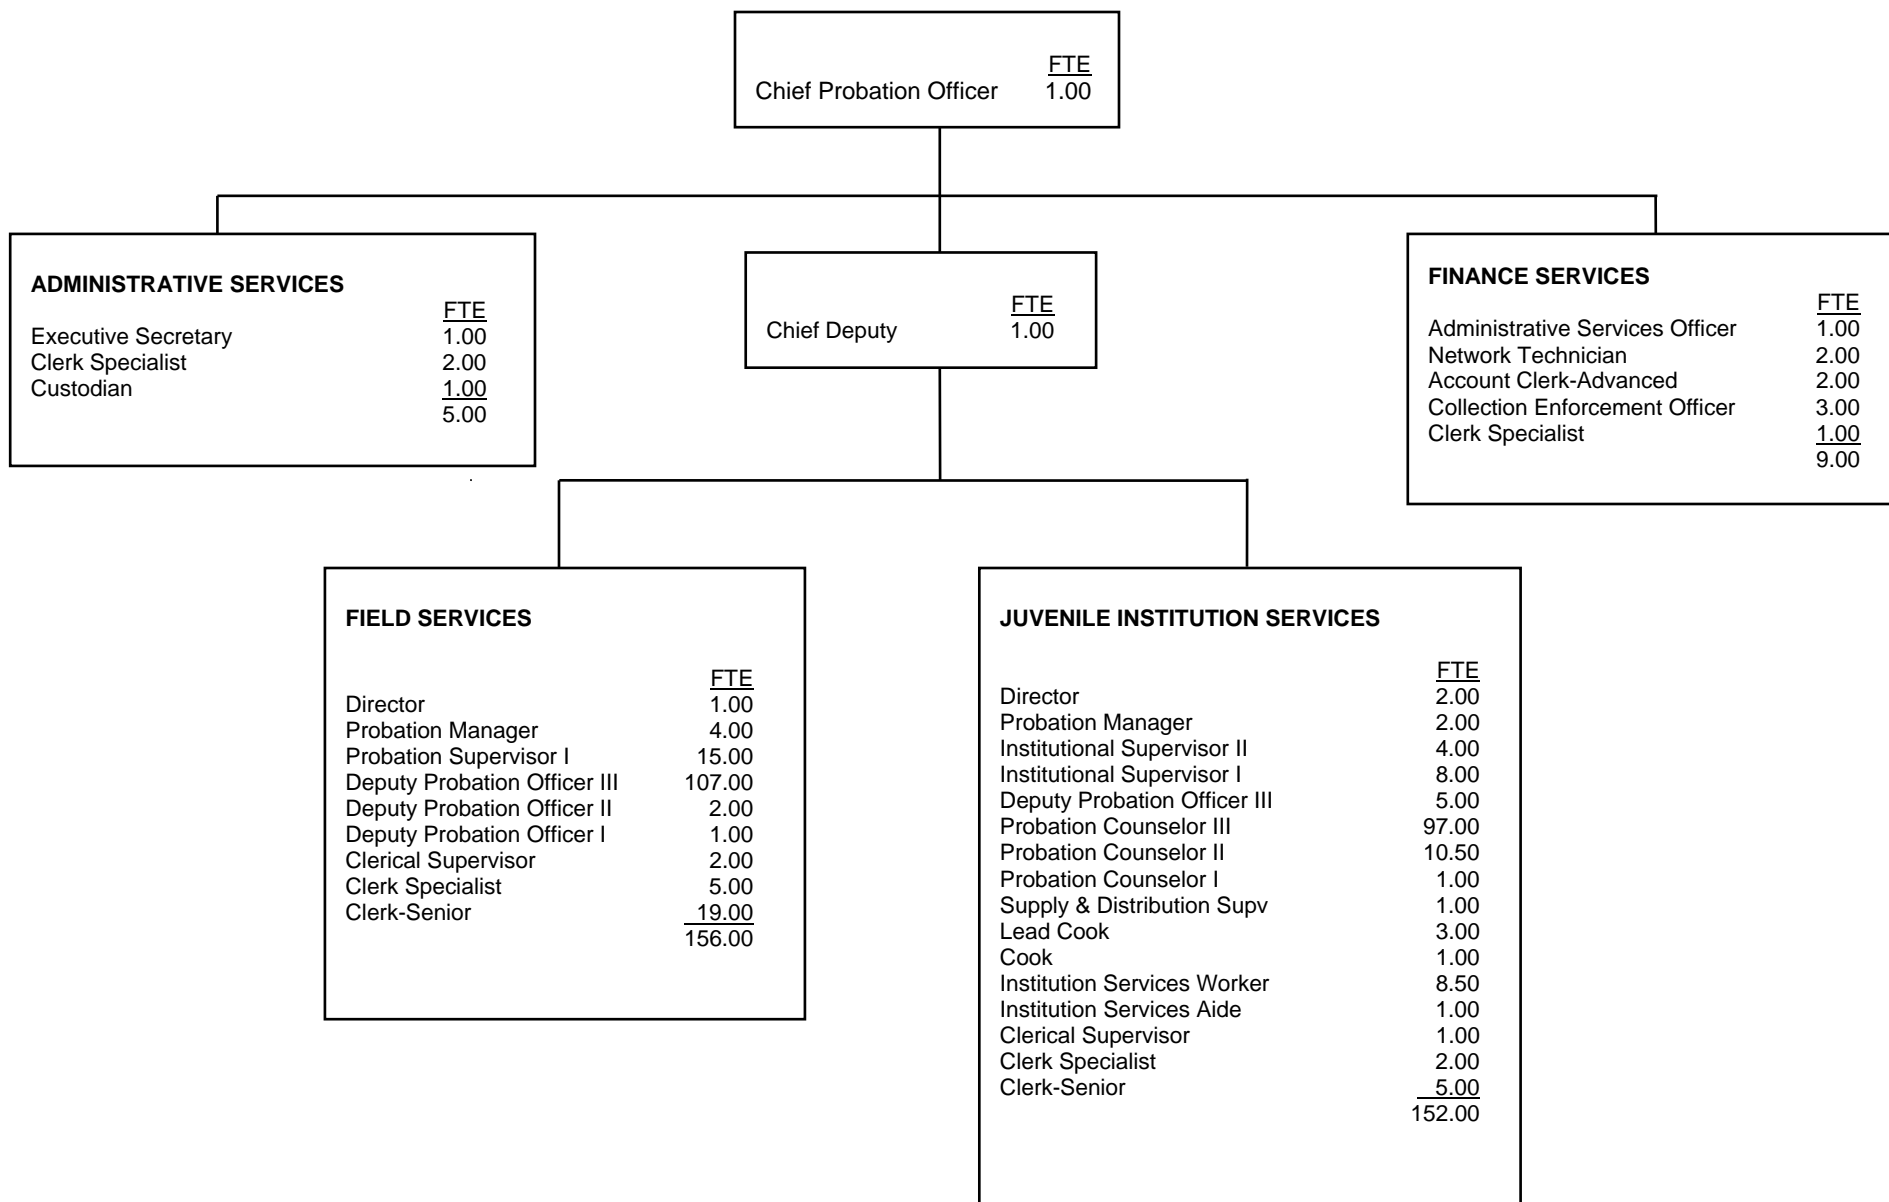 FTE
Chief Probation Officer 1.00
ADMINISTRATIVE SERVICES
FTE
Executive Secretary 1.00
Clerk Specialist 2.00
Custodian 1.00
5.00
FTE
Chief Deputy 1.00
FINANCE SERVICES
FTE
Administrative Services Officer 1.00
Network Technician 2.00
Account Clerk-Advanced 2.00
Collection Enforcement Officer 3.00
Clerk Specialist 1.00
9.00
FIELD SERVICES
FTE
Director 1.00
Probation Manager 4.00
Probation Supervisor I 15.00
Deputy Probation Officer III 107.00
Deputy Probation Officer II 2.00
Deputy Probation Officer I 1.00
Clerical Supervisor 2.00
Clerk Specialist 5.00
Clerk-Senior 19.00
156.00
JUVENILE INSTITUTION SERVICES
FTE
Director 2.00
Probation Manager 2.00
Institutional Supervisor II 4.00
Institutional Supervisor I 8.00
Deputy Probation Officer III 5.00
Probation Counselor III 97.00
Probation Counselor II 10.50
Probation Counselor I 1.00
Supply & Distribution Supv 1.00
Lead Cook 3.00
Cook 1.00
Institution Services Worker 8.50
Institution Services Aide 1.00
Clerical Supervisor 1.00
Clerk Specialist 2.00
Clerk-Senior 5.00
152.00